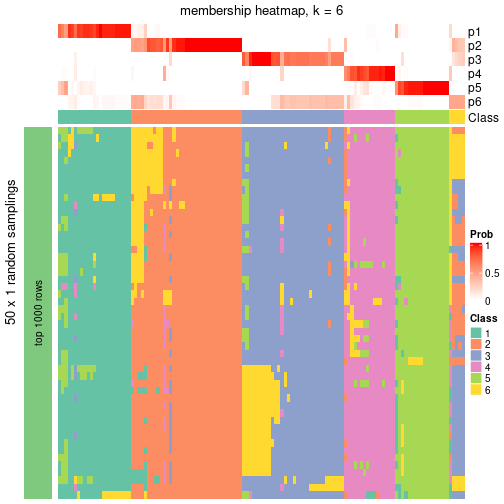 membership heatmap, k = 6
p1
p2
p3
p4
p5
p6
Class
50 x 1 random samplings
top 1000 rows
Prob
1
0.5
0
Class
1
2
3
4
5
6